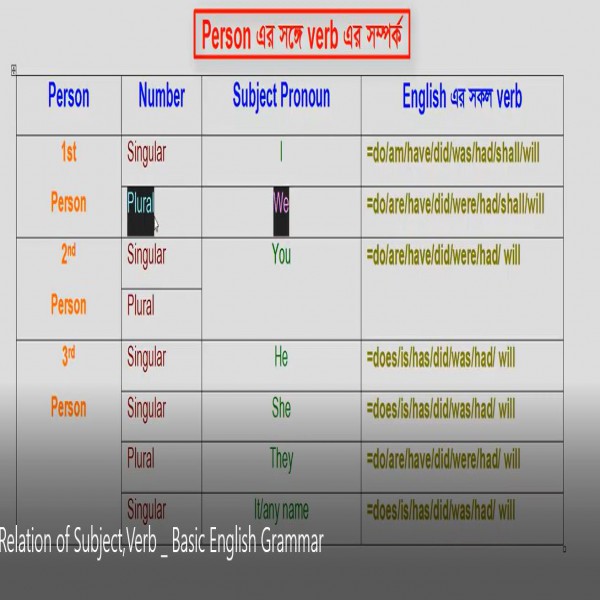 Person এর সঙ্গে verb এর সম্পর্ক
Person Number Subject Pronoun English এর সকল verb
1st Singular I =do/am/have/did/was/had/shall/will
Person Plural We =do/are/have/did/were/had/shall/will
2nd Singular You =do/are/have/did/were/had/ will
Person Plural
3rd Singular He =does/is/has/did/was/had/ will
Person Singular She =does/is/has/did/was/had/ will
Plural They =do/are/have/did/were/had/ will
Singular It/any name =does/is/has/did/was/had/ will
Relation of Subject,Verb _ Basic English Grammar